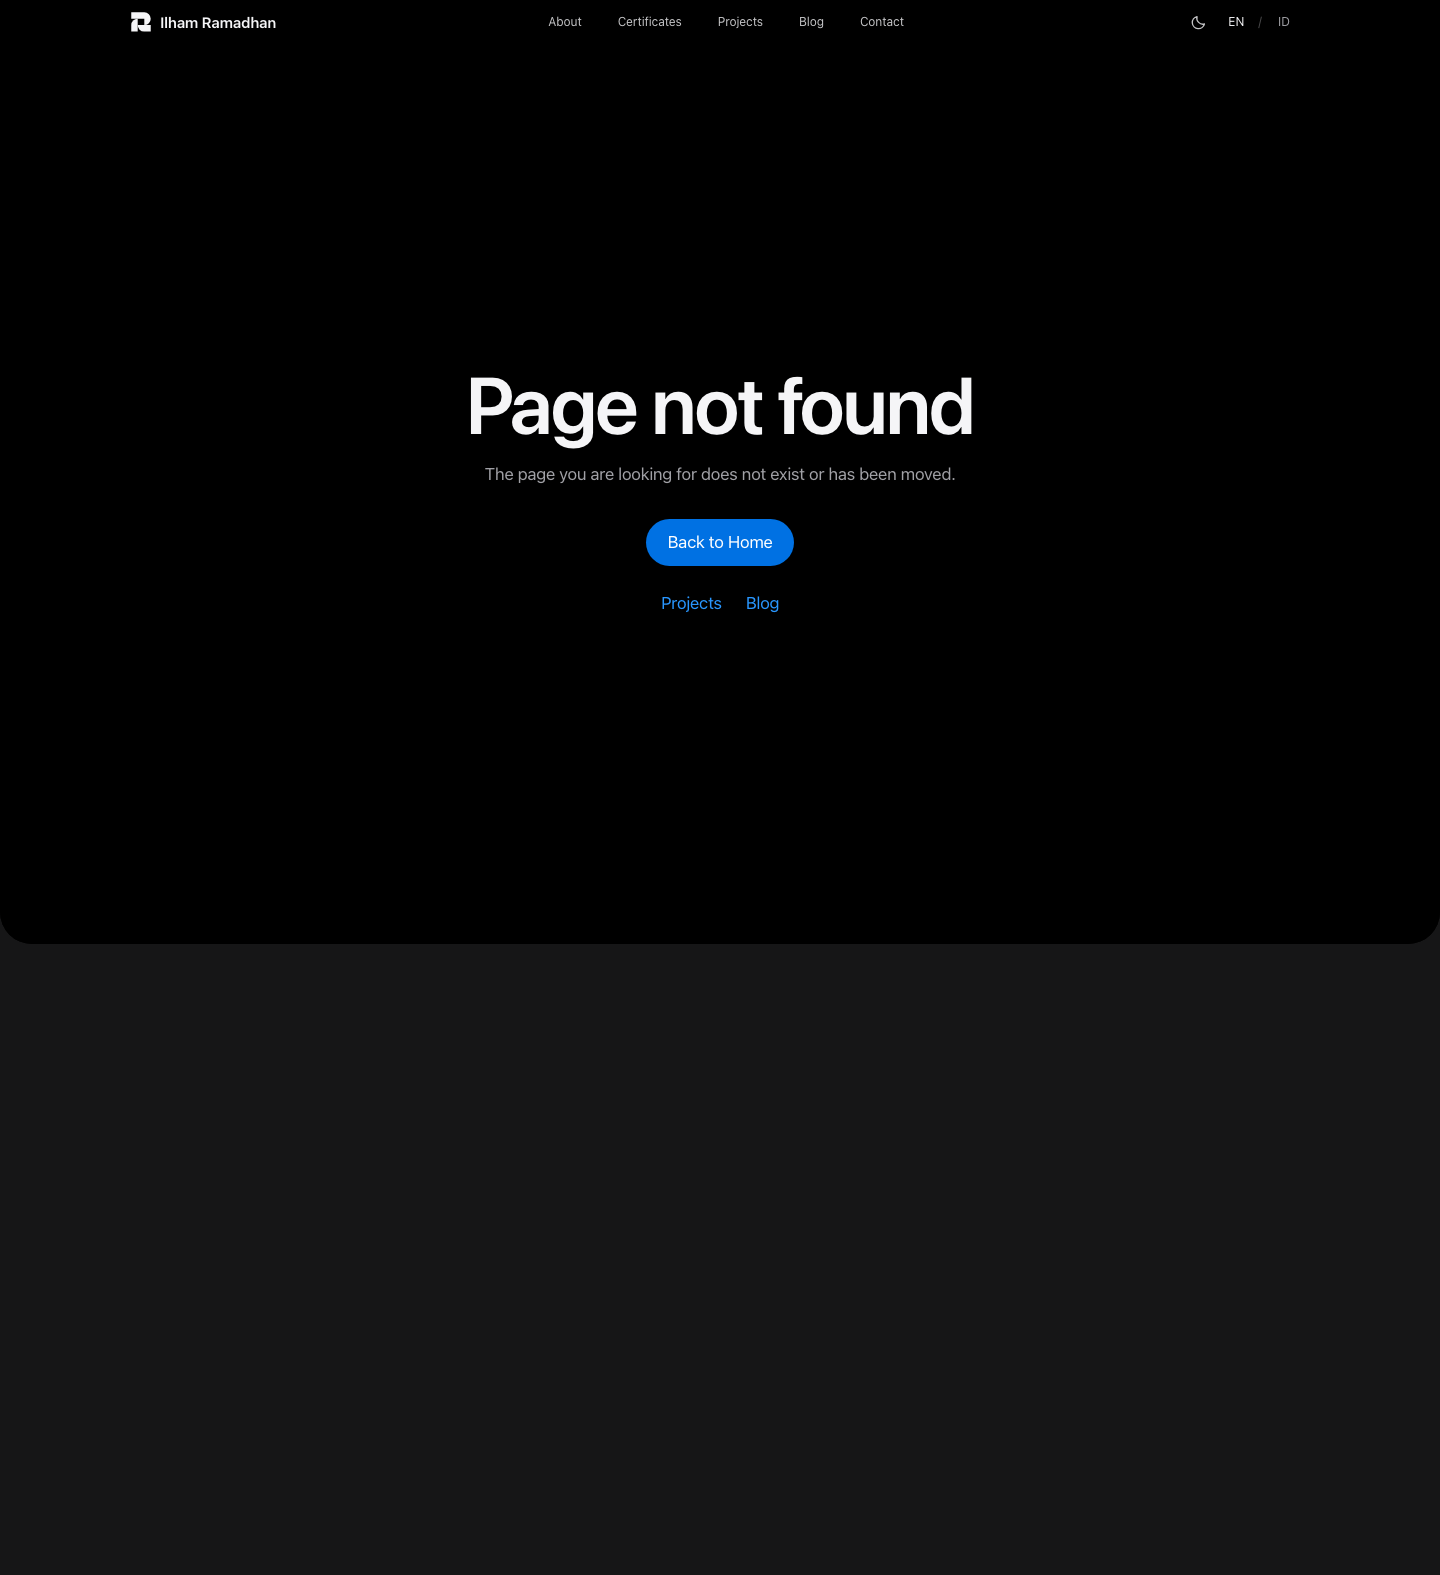 Ilham Ramadhan
About Certificates Projects Blog Contact
EN / ID
Page not found
The page you are looking for does not exist or has been moved.
Back to Home
Projects Blog